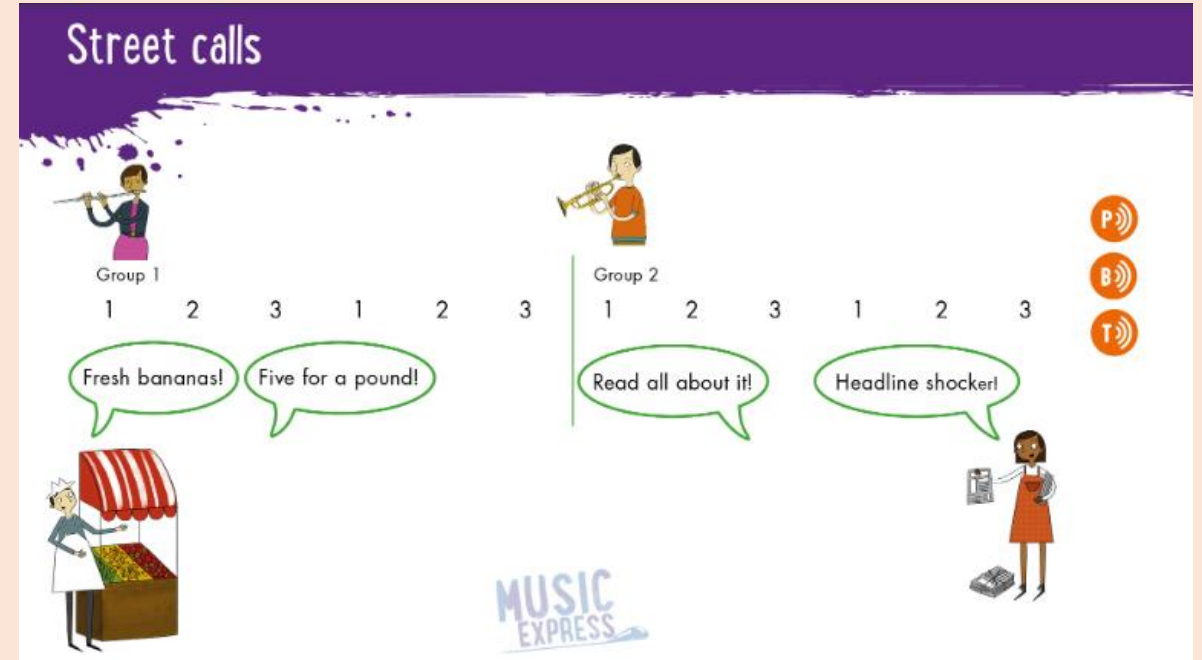 Street calls
Group 1
Group 2
1 2 3 1 2 3 1 2 3 1 2 3
Fresh bananas! Five for a pound! Read all about it! Headline shocker!
P
B
T
MUSIC
EXPRESS